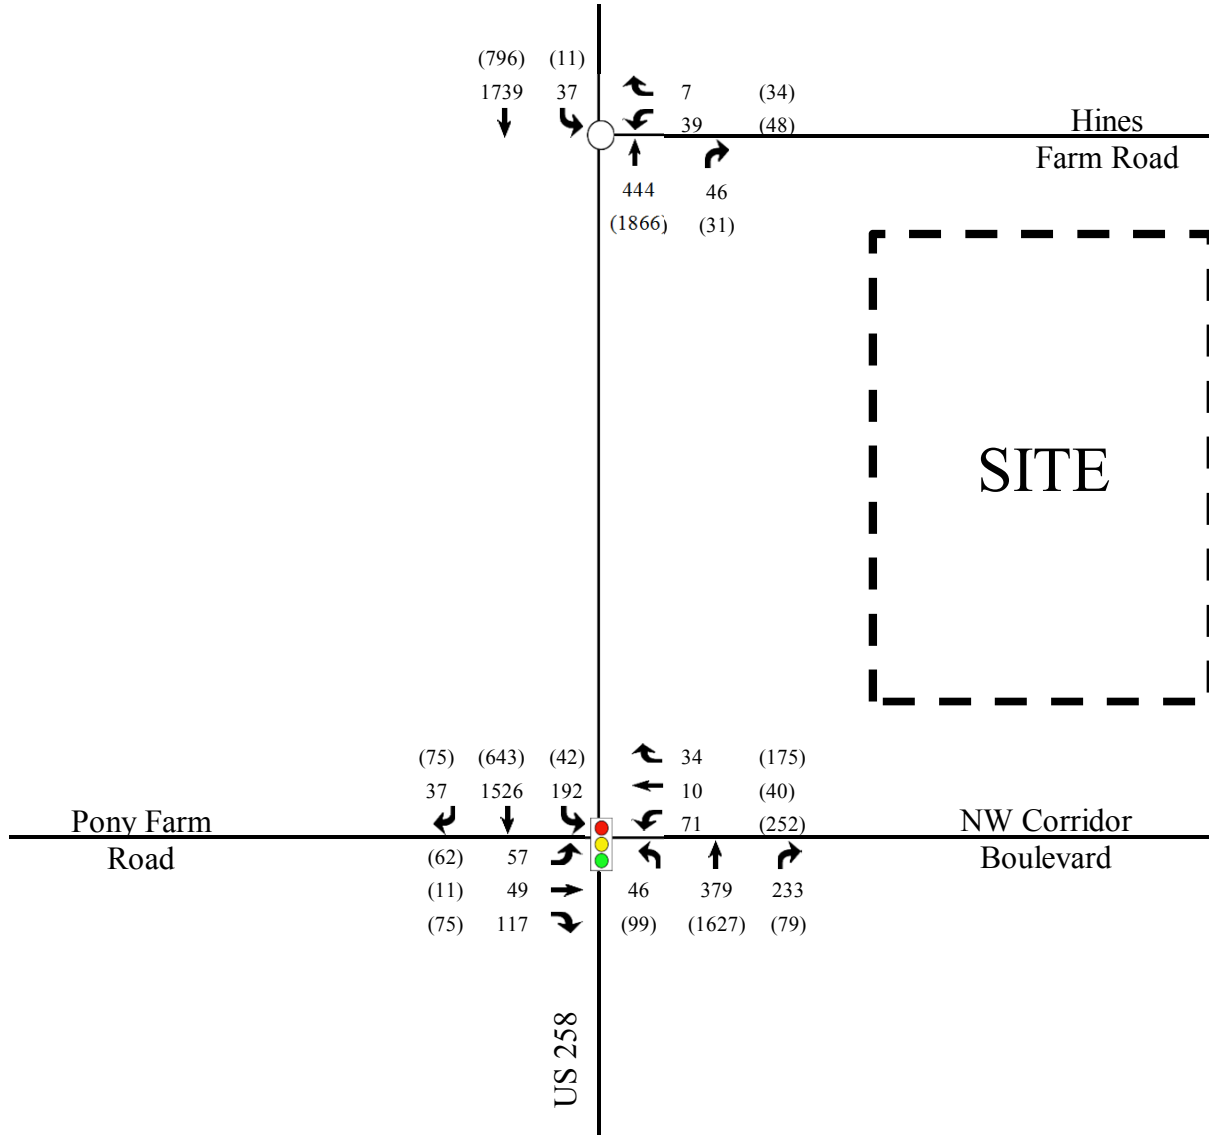 (796) (11)
1739 37 7 (34)
39 (48)
Hines
Farm Road
444 46
(1866) (31)
SITE
(75) (643) (42) 34 (175)
37 1526 192 10 (40)
71 (252)
Pony Farm
Road
NW Corridor
Boulevard
(62) 57
(11) 49 46 379 233
(75) 117 (99) (1627) (79)
US 258